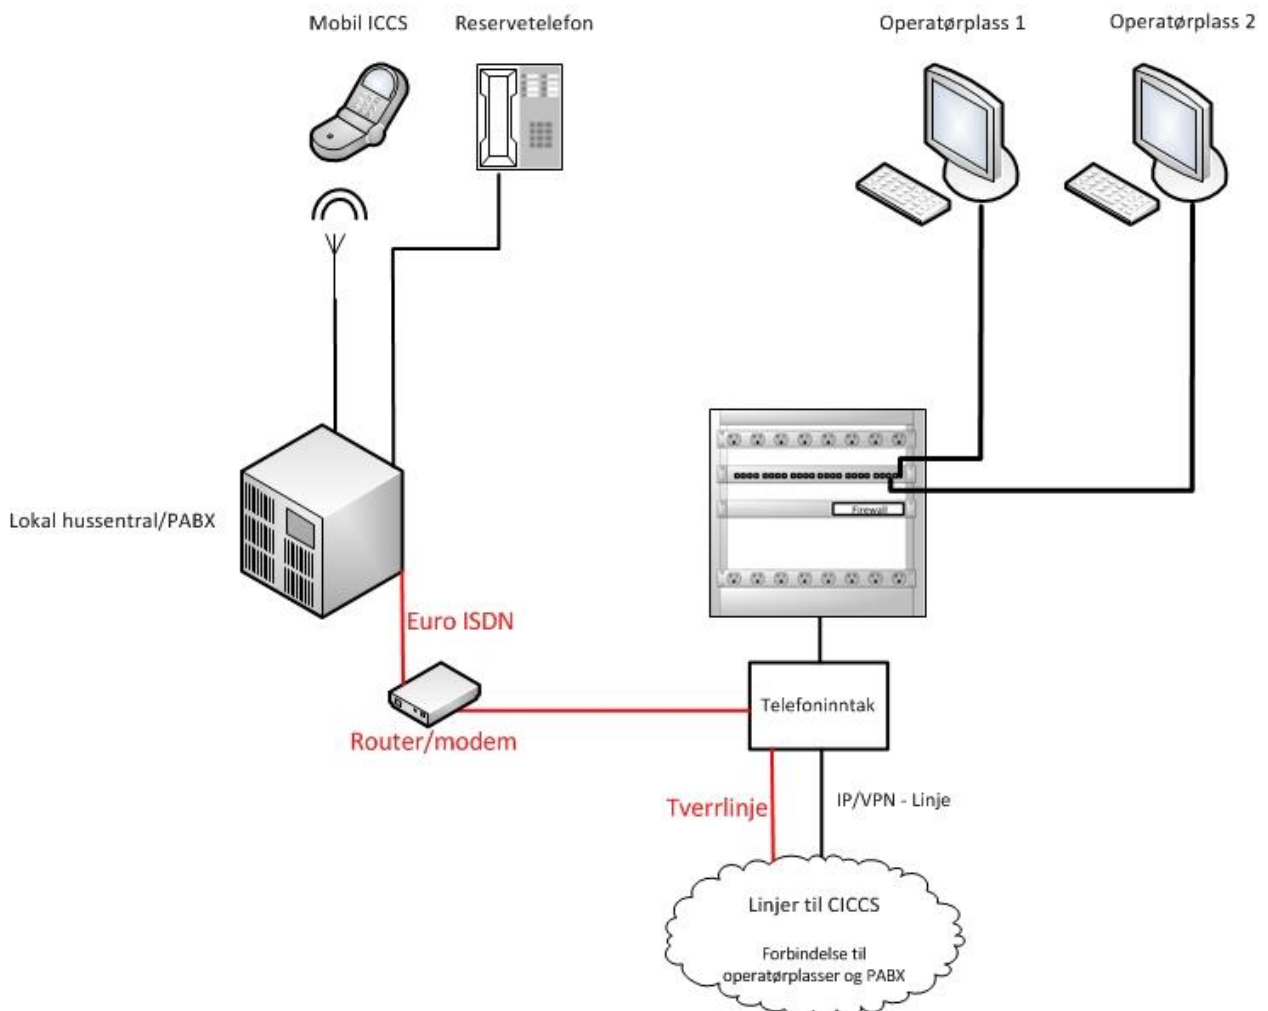 Mobil ICCS
Reservetelefon
Operatørplass 1
Operatørplass 2
Lokal hussentral/PABX
Firewall
Euro ISDN
Router/modem
Telefoninntak
Tverrlinje
IP/VPN - Linje
Linjer til CICCS
Forbindelse til
operatørplasser og PABX